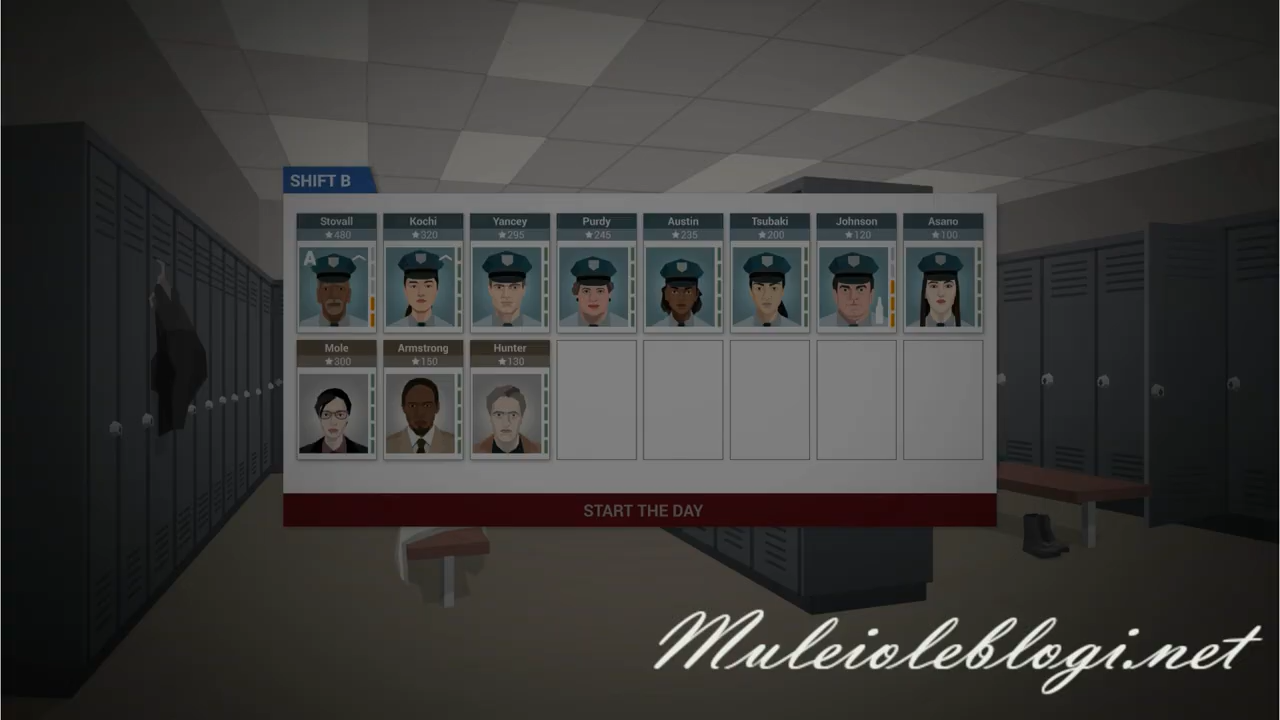 SHIFT B
Stovall Kochi Yancey Purdy Austin Tsubaki Johnson Asano
★480 ★320 ★295 ★245 ★235 ★200 ★120 ★100
A
Mole Armstrong Hunter
★300 ★150 ★130
START THE DAY
Muleioleblogi.net